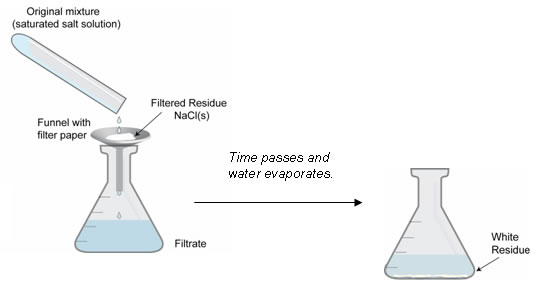 Original mixture
(saturated salt solution)
Filtered Residue
NaCl(s)
Funnel with
filter paper
Time passes and
water evaporates.
Filtrate
White
Residue